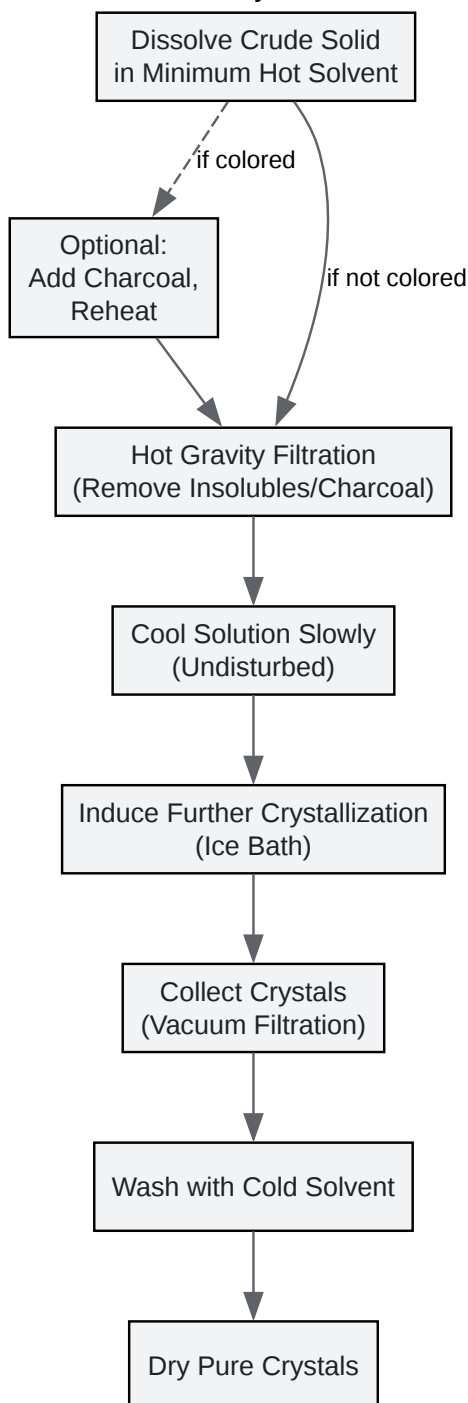 Dissolve Crude Solid
in Minimum Hot Solvent
if colored
Optional:
Add Charcoal,
Reheat
if not colored
Hot Gravity Filtration
(Remove Insolubles/Charcoal)
Cool Solution Slowly
(Undisturbed)
Induce Further Crystallization
(Ice Bath)
Collect Crystals
(Vacuum Filtration)
Wash with Cold Solvent
Dry Pure Crystals